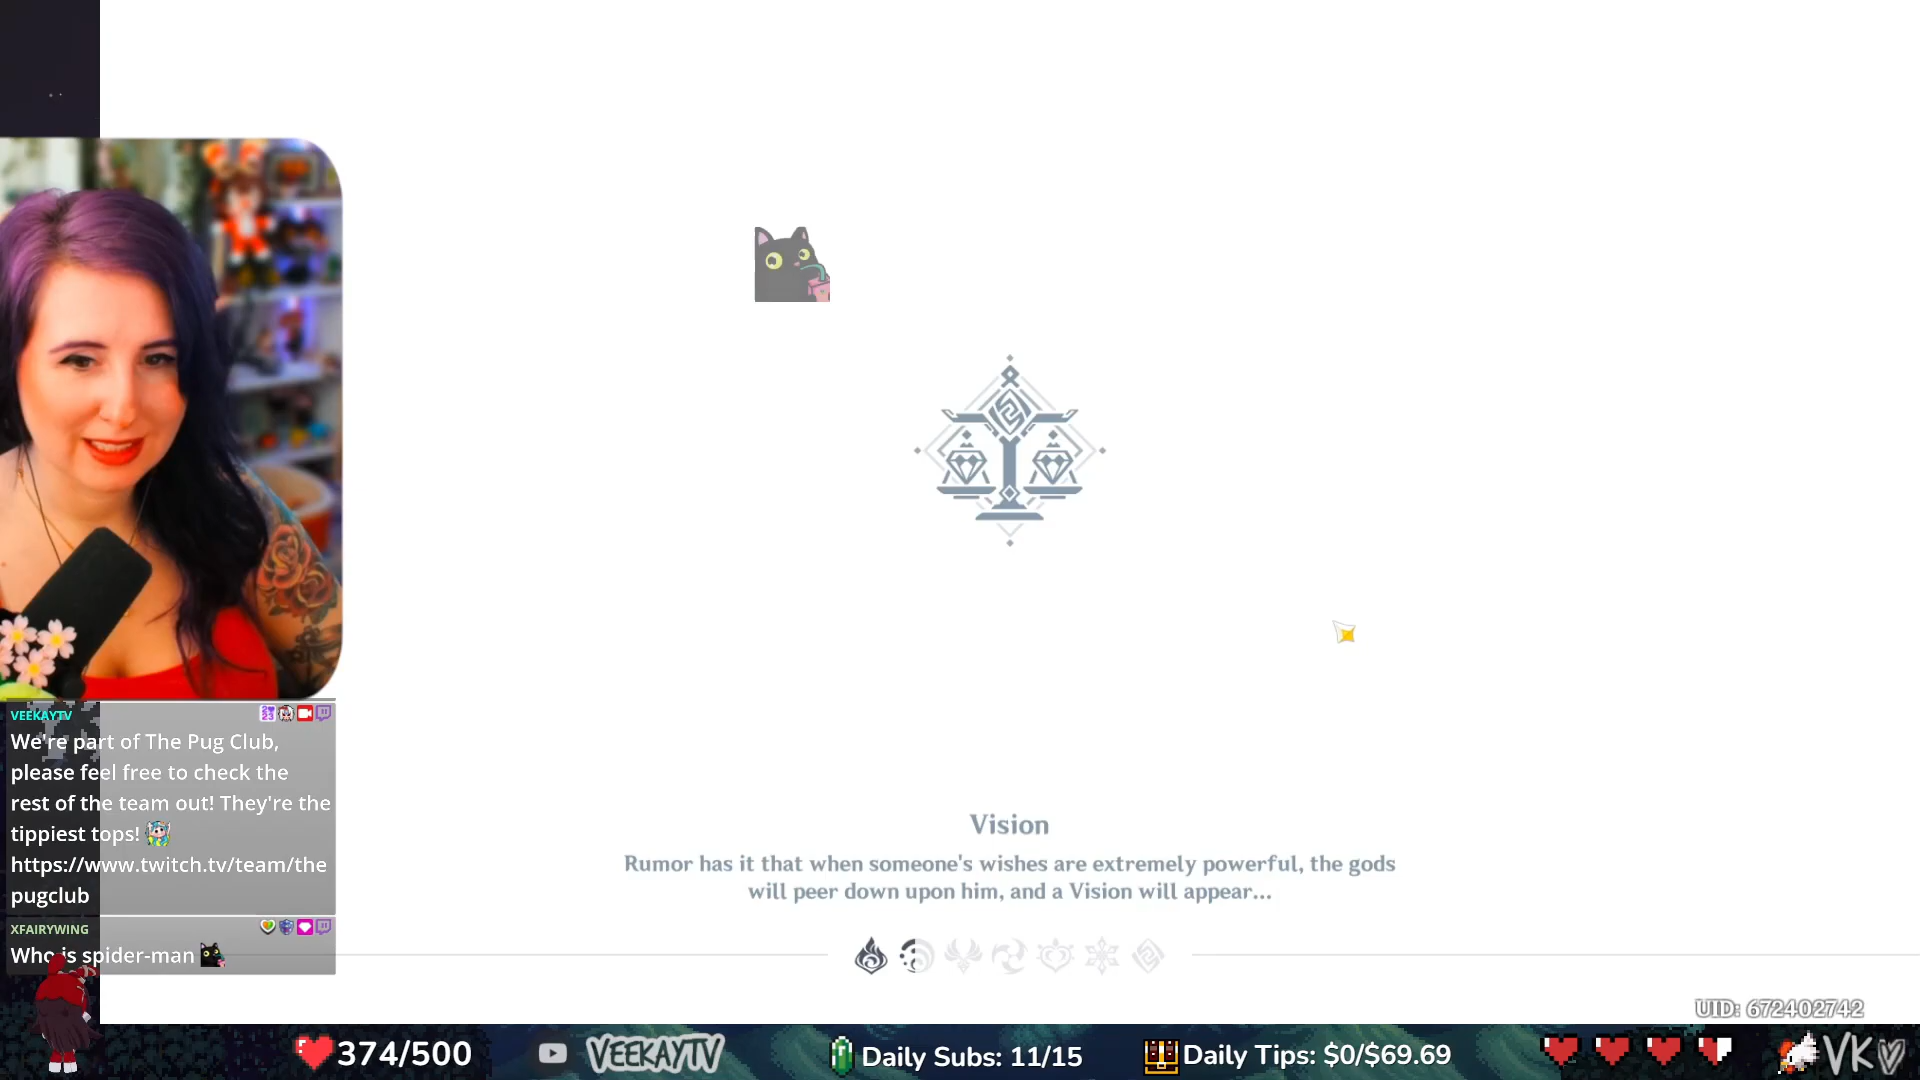 VEEKAYTV
We're part of The Pug Club,
please feel free to check the
rest of the team out! They're the
tippiest tops!
https://www.twitch.tv/team/the
pugclub
XFAIRYWING
Who is spider-man
Vision
Rumor has it that when someone's wishes are extremely powerful, the gods
will peer down upon him, and a Vision will appear...
UID: 672402742
374/500
VEEKAYTV
Daily Subs: 11/15
Daily Tips: $0/$69.69
VK